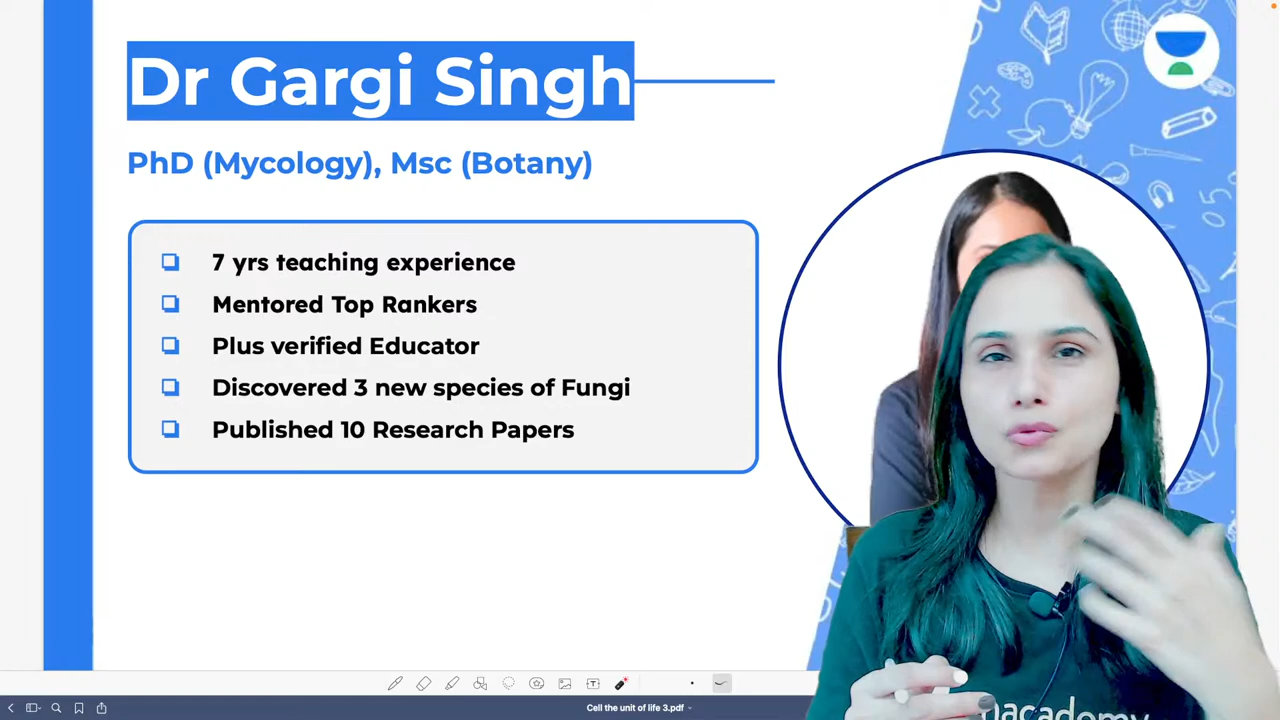 Dr Gargi Singh
PhD (Mycology), Msc (Botany)
7 yrs teaching experience
Mentored Top Rankers
Plus verified Educator
Discovered 3 new species of Fungi
Published 10 Research Papers
nacademy
Cell the unit of life 3.pdf